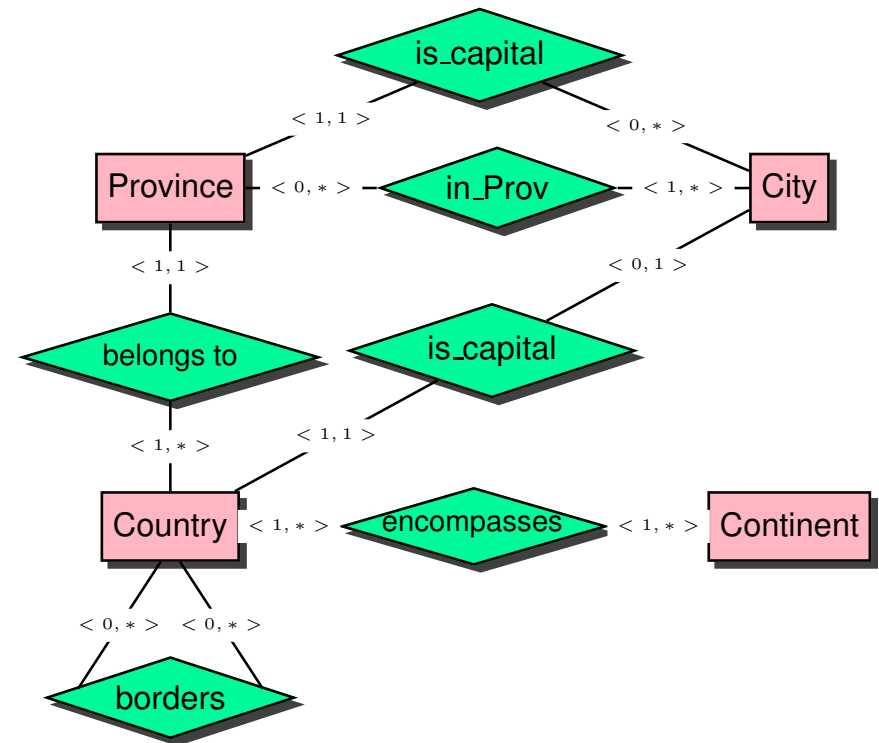 is_capital
< 1, 1 >
< 0, * >
Province
< 0, * >
in_Prov
< 1, * >
City
< 1, 1 >
< 0, 1 >
belongs to
is_capital
< 1, * >
< 1, 1 >
Country
< 1, * >
encompasses
< 1, * >
Continent
< 0, * >
< 0, * >
borders